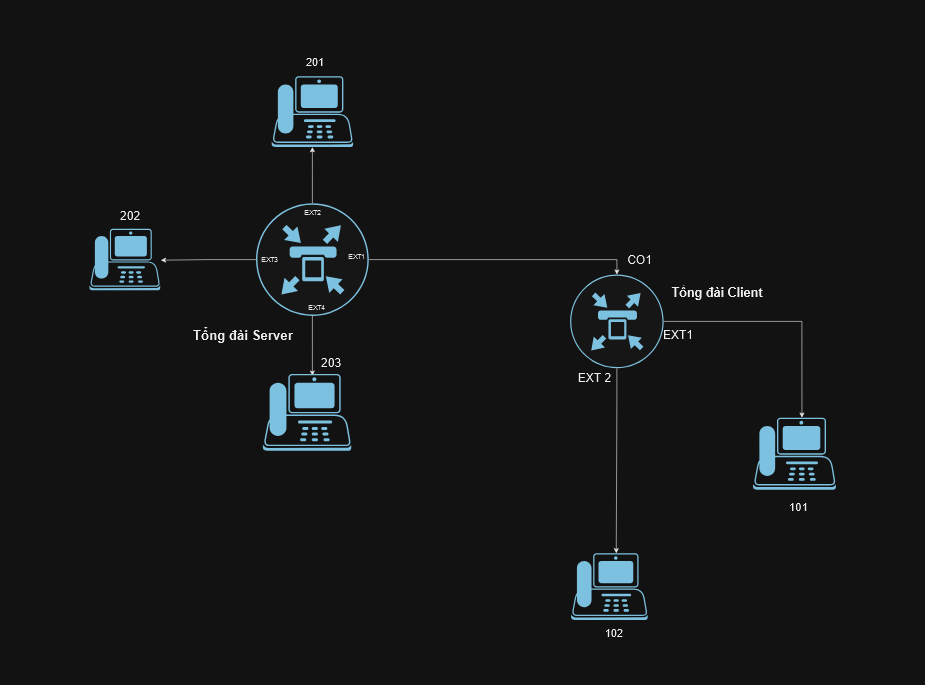 201
202
EXT2
EXT3
EXT1
EXT4
Tổng đài Server
203
CO1
Tổng đài Client
EXT1
EXT 2
101
102